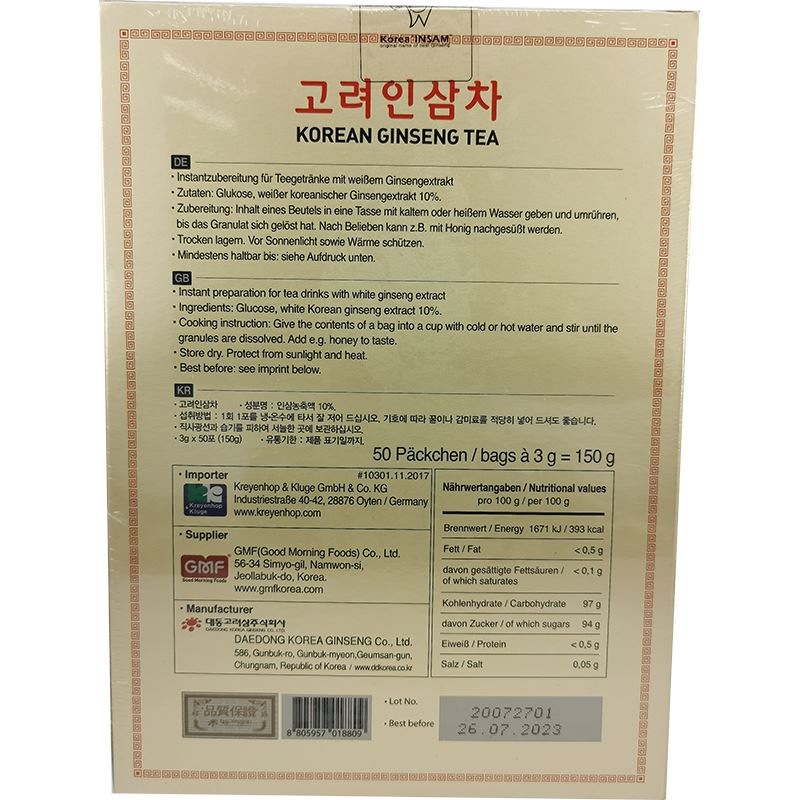 Korea "INSAM"
original name of best Ginseng
고려인삼차
KOREAN GINSENG TEA
DE
• Instantzubereitung für Teegetränke mit weißem Ginsengextrakt
• Zutaten: Glukose, weißer koreanischer Ginsengextrakt 10%.
• Zubereitung: Inhalt eines Beutels in eine Tasse mit kaltem oder heißem Wasser geben und umrühren,
bis das Granulat sich gelöst hat. Nach Belieben kann z.B. mit Honig nachgesüßt werden.
• Trocken lagern. Vor Sonnenlicht sowie Wärme schützen.
• Mindestens haltbar bis: siehe Aufdruck unten.
GB
• Instant preparation for tea drinks with white ginseng extract
• Ingredients: Glucose, white Korean ginseng extract 10%.
• Cooking instruction: Give the contents of a bag into a cup with cold or hot water and stir until the
granules are dissolved. Add e.g. honey to taste.
• Store dry. Protect from sunlight and heat.
• Best before: see imprint below.
KR
• 고려인삼차 • 성분명 : 인삼농축액 10%.
• 섭취방법 : 1회 1포를 냉·온수에 타서 잘 저어 드십시오. 기호에 따라 꿀이나 감미료를 적당히 넣어 드셔도 좋습니다.
• 직사광선과 습기를 피하여 서늘한 곳에 보관하십시오.
• 3g x 50포 (150g) • 유통기한 : 제품 표기일까지.
50 Päckchen / bags à 3 g = 150 g
• Importer #10301.11.2017
Kreyenhop Kluge
Kreyenhop & Kluge GmbH & Co. KG
Industriestraße 40-42, 28876 Oyten / Germany
www.kreyenhop.com
• Supplier
GMF
Good Morning Foods
GMF(Good Morning Foods) Co., Ltd.
56-34 Simyo-gil, Namwon-si,
Jeollabuk-do, Korea.
www.gmfkorea.com
• Manufacturer
대동고려삼주식회사
DAEDONG KOREA GINSENG CO., LTD.
DAEDONG KOREA GINSENG Co., Ltd.
586, Gunbuk-ro, Gunbuk-myeon,Geumsan-gun,
Chungnam, Republic of Korea / www.ddkorea.co.kr
Nährwertangaben / Nutritional values
pro 100 g / per 100 g
Brennwert / Energy 1671 kJ / 393 kcal
Fett / Fat < 0,5 g
davon gesättigte Fettsäuren / < 0,1 g
of which saturates
Kohlenhydrate / Carbohydrate 97 g
davon Zucker / of which sugars 94 g
Eiweiß / Protein < 0,5 g
Salz / Salt 0,05 g
品質保證
8 805957 018809
• Lot No.
• Best before
20072701
26.07.2023